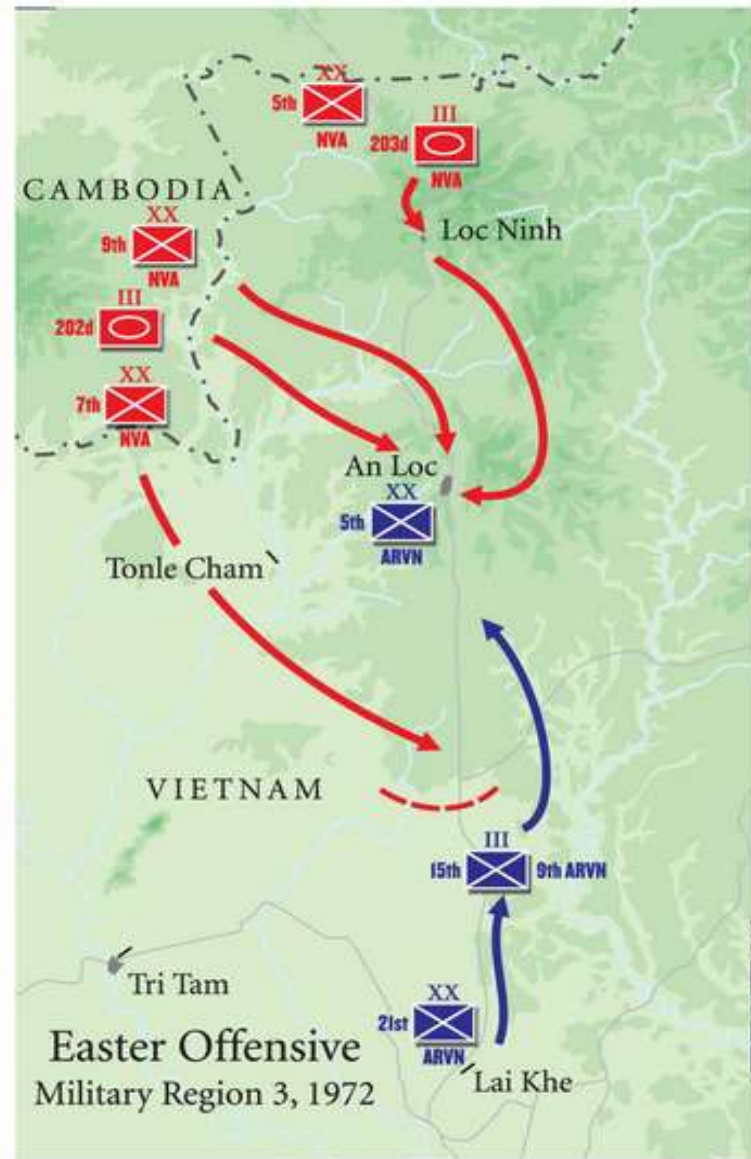 XX
5th
NVA
III
203d
NVA
CAMBODIA
XX
9th
NVA
Loc Ninh
III
202d
XX
7th
NVA
An Loc
XX
5th
ARVN
Tonle Cham
VIETNAM
III
15th
9th ARVN
Tri Tam
XX
21st
ARVN
Lai Khe
Easter Offensive
Military Region 3, 1972